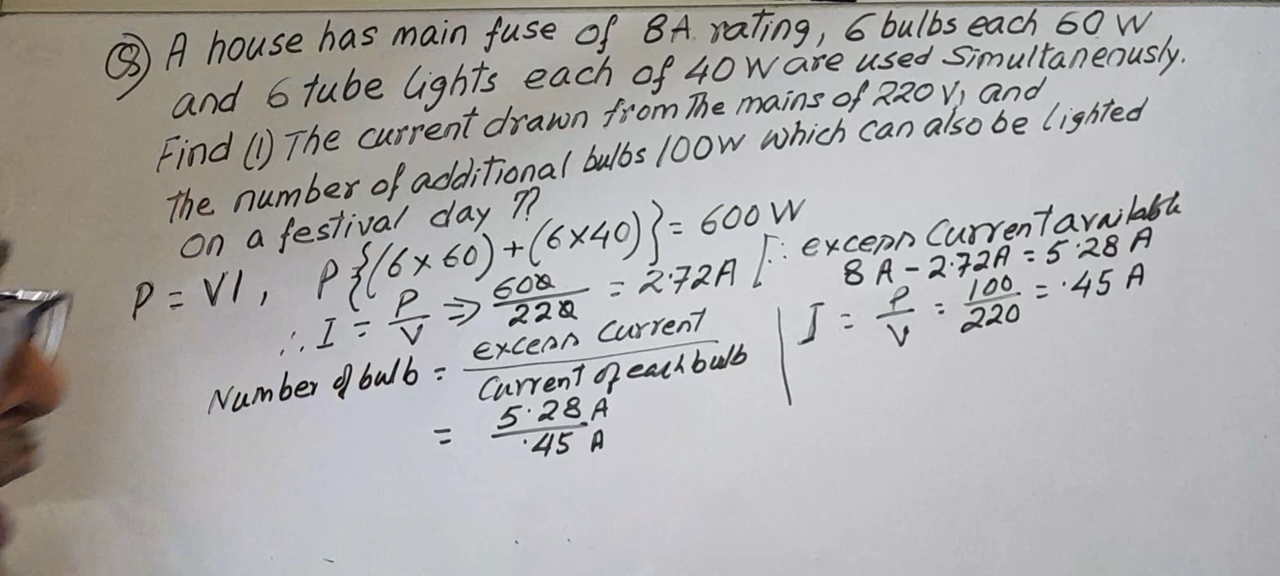 Q) A house has main fuse of 8A rating, 6 bulbs each 60 W
and 6 tube lights each of 40 W are used Simultaneously.
Find (1) The current drawn from The mains of 220 V, and
The number of additional bulbs 100W which can also be lighted
on a festival day ??
P = VI, P {(6 x 60) + (6 x 40)} = 600 W
∴ I = P/V ⇒ 600/220 = 2.72A [∵ excess Current available
8 A - 2.72A = 5.28 A
Number of bulb = excess Current / Current of each bulb
I = P/V = 100/220 = .45 A
= 5.28 A / .45 A